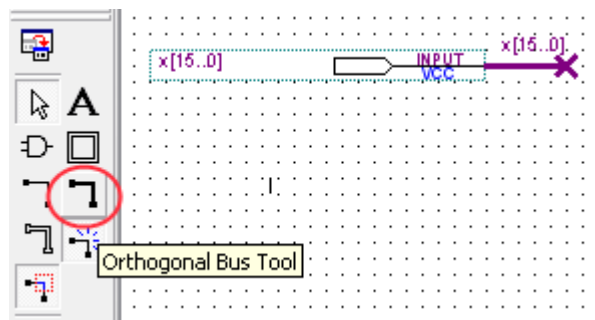 x[15..0]
INPUT
VCC
x[15..0]
A
Orthogonal Bus Tool